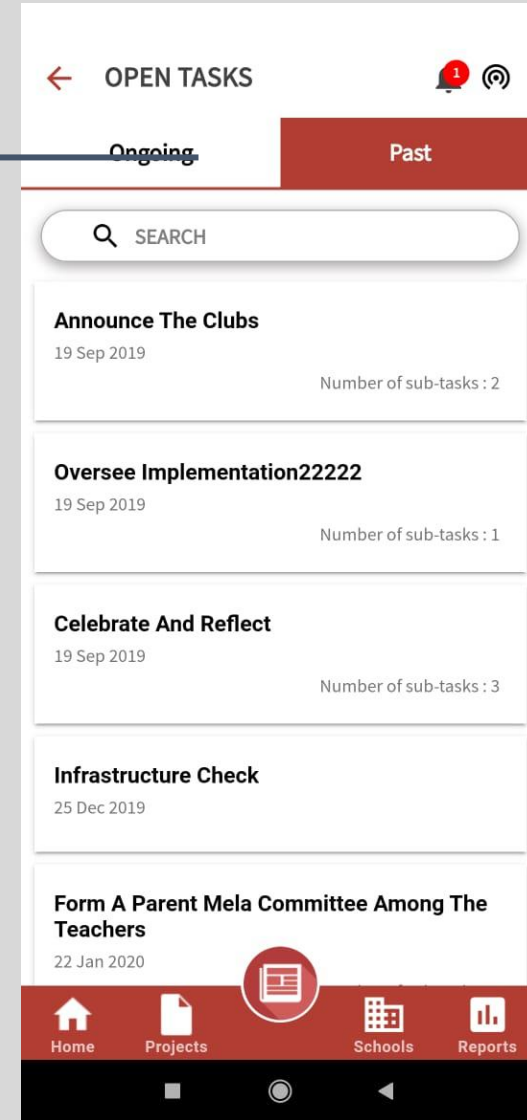 OPEN TASKS
1
Ongoing
Past
SEARCH
Announce The Clubs
19 Sep 2019
Number of sub-tasks : 2
Oversee Implementation22222
19 Sep 2019
Number of sub-tasks : 1
Celebrate And Reflect
19 Sep 2019
Number of sub-tasks : 3
Infrastructure Check
25 Dec 2019
Form A Parent Mela Committee Among The
Teachers
22 Jan 2020
Home
Projects
Schools
Reports